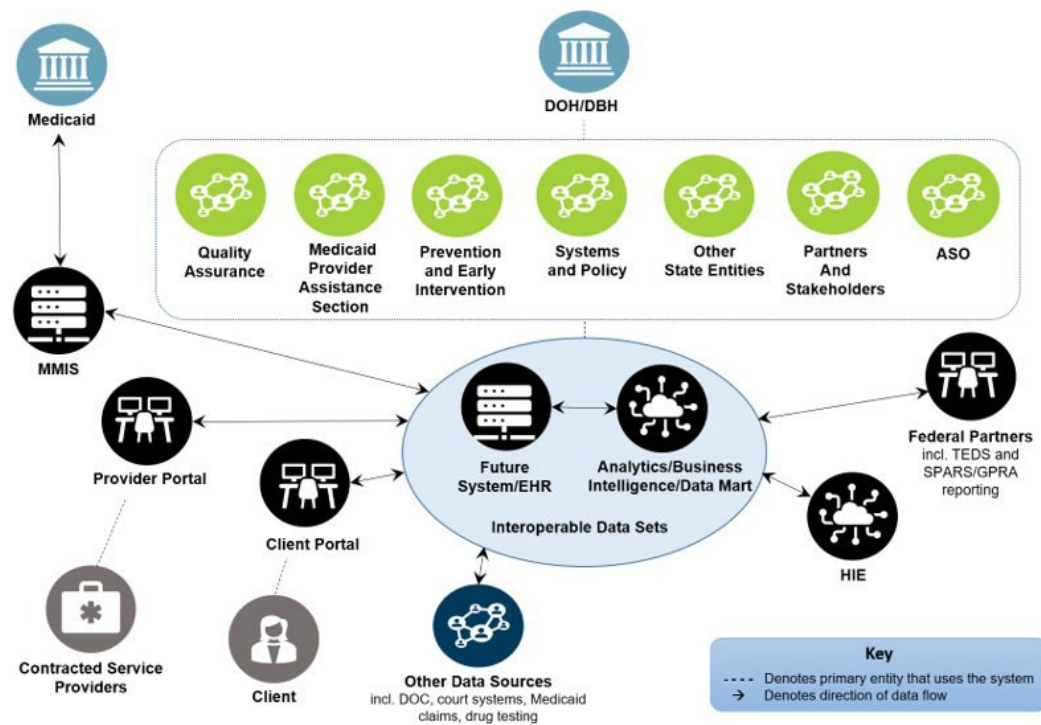 DOH/DBH
Medicaid
Quality
Assurance
Medicaid
Provider
Assistance
Section
Prevention
and Early
Intervention
Systems
and Policy
Other
State Entities
Partners
And
Stakeholders
ASO
MMIS
Provider Portal
Client Portal
Future
System/EHR
Analytics/Business
Intelligence/Data Mart
Interoperable Data Sets
Federal Partners
incl. TEDS and
SPARS/GPRA
reporting
HIE
Contracted Service
Providers
Client
Other Data Sources
incl. DOC, court systems, Medicaid
claims, drug testing
Key
---- Denotes primary entity that uses the system
→ Denotes direction of data flow